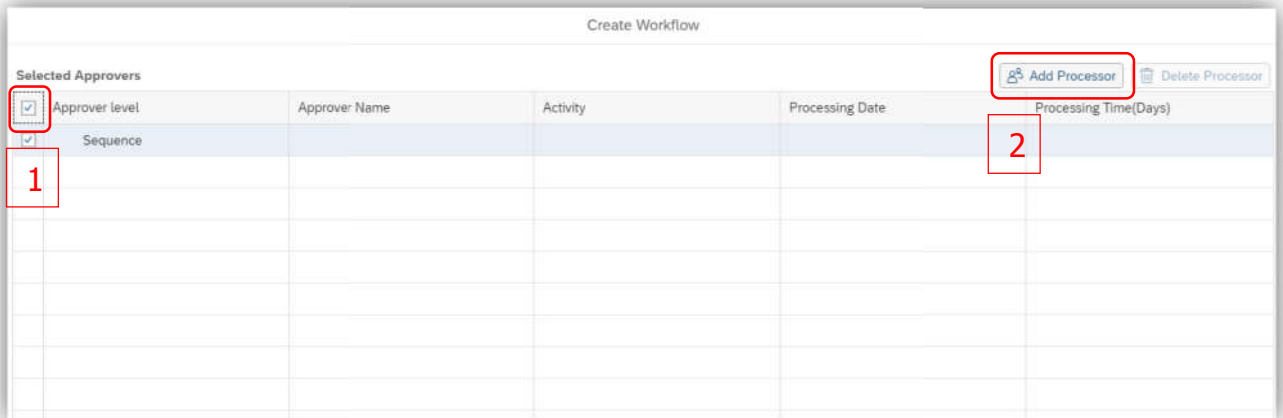 Create Workflow
Selected Approvers Add Processor Delete Processor
Approver level Approver Name Activity Processing Date Processing Time(Days)
Sequence
1
2